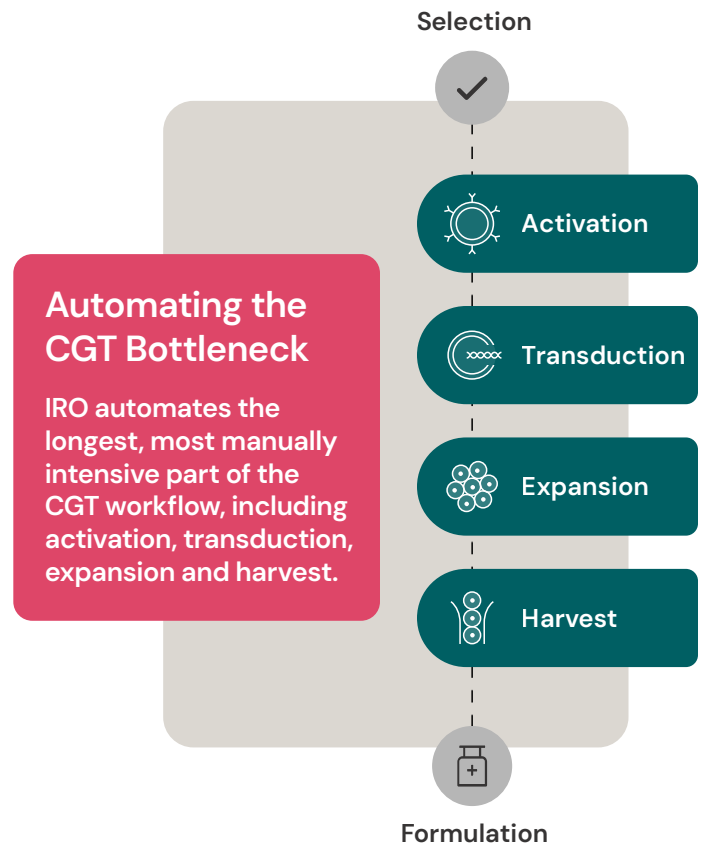 Selection
Activation
Automating the
CGT Bottleneck
IRO automates the
longest, most manually
intensive part of the
CGT workflow, including
activation, transduction,
expansion and harvest.
Transduction
Expansion
Harvest
Formulation